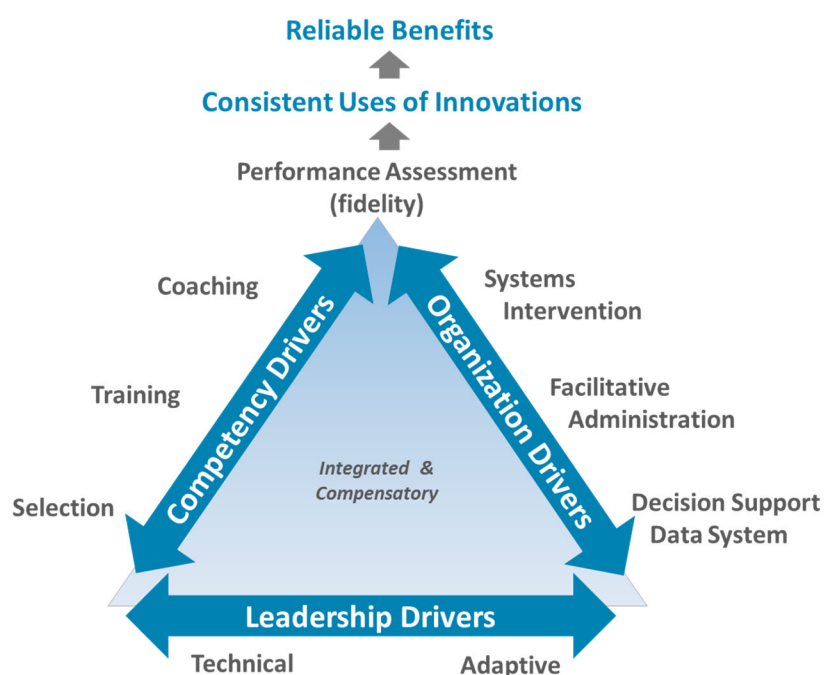 Reliable Benefits
Consistent Uses of Innovations
Performance Assessment
(fidelity)
Coaching
Training
Selection
Competency Drivers
Systems
Intervention
Facilitative
Administration
Decision Support
Data System
Organization Drivers
Integrated &
Compensatory
Leadership Drivers
Technical
Adaptive